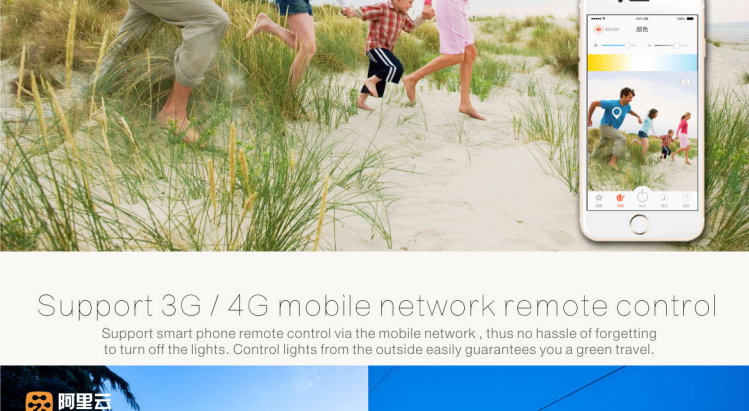 颜色
Support 3G / 4G mobile network remote control
Support smart phone remote control via the mobile network , thus no hassle of forgetting
to turn off the lights. Control lights from the outside easily guarantees you a green travel.
阿里云